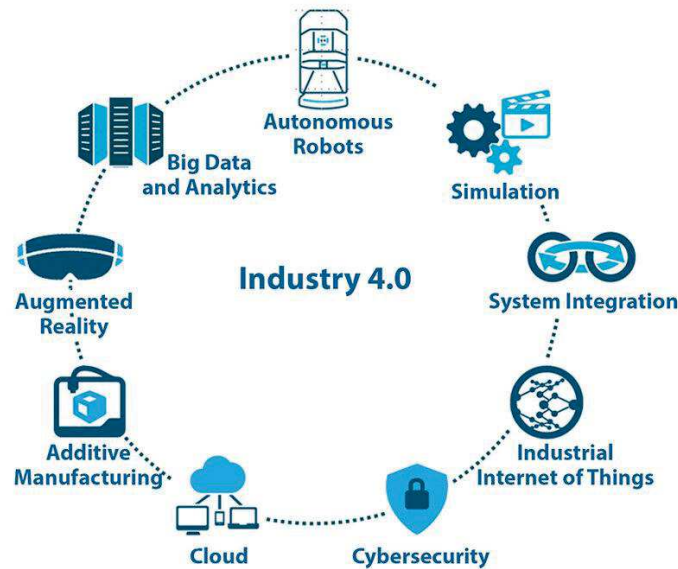 Autonomous
Robots
Big Data
and Analytics
Simulation
Industry 4.0
Augmented
Reality
System Integration
Additive
Manufacturing
Industrial
Internet of Things
Cloud
Cybersecurity